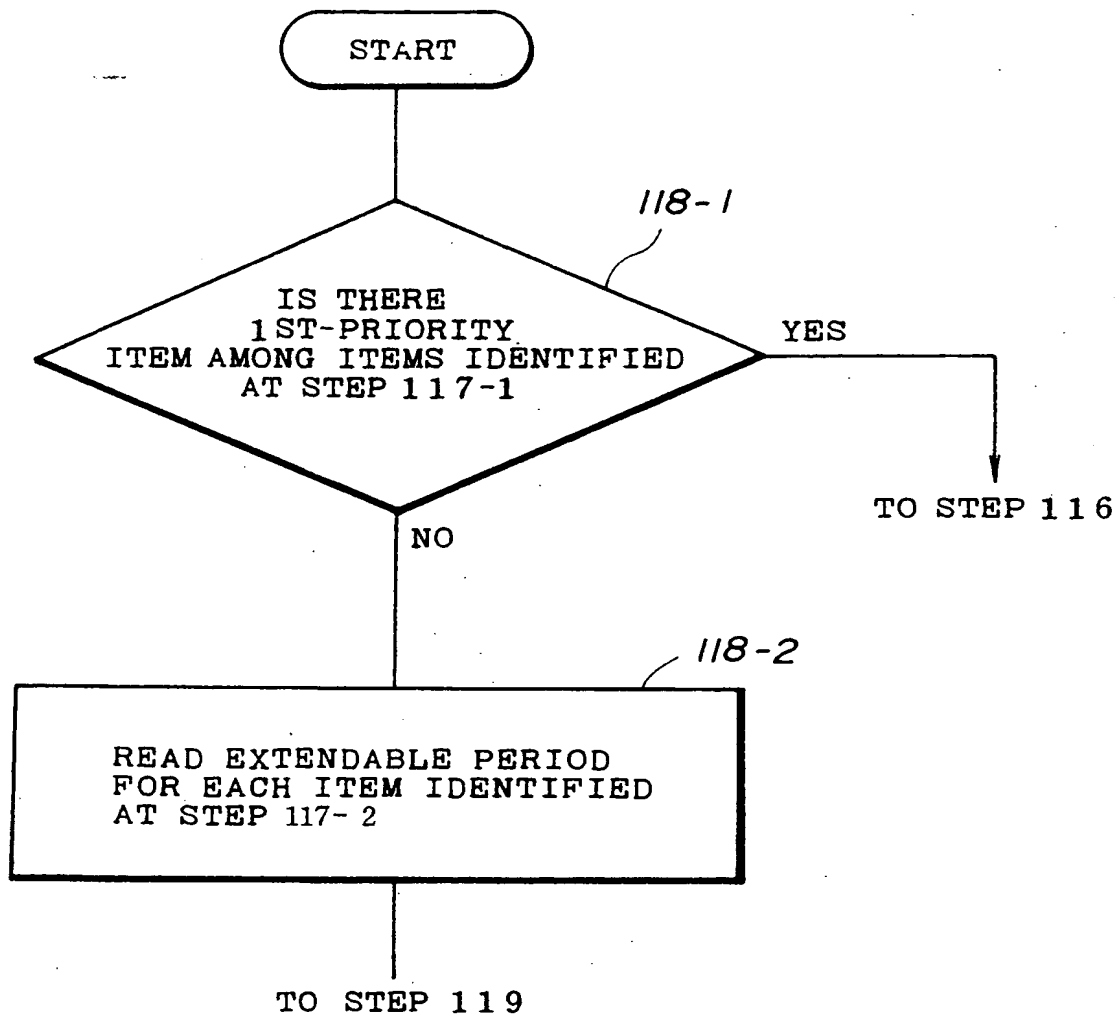 START
118-1
IS THERE
1ST-PRIORITY
ITEM AMONG ITEMS IDENTIFIED
AT STEP 117-1
YES
TO STEP 116
NO
118-2
READ EXTENDABLE PERIOD
FOR EACH ITEM IDENTIFIED
AT STEP 117-2
TO STEP 119